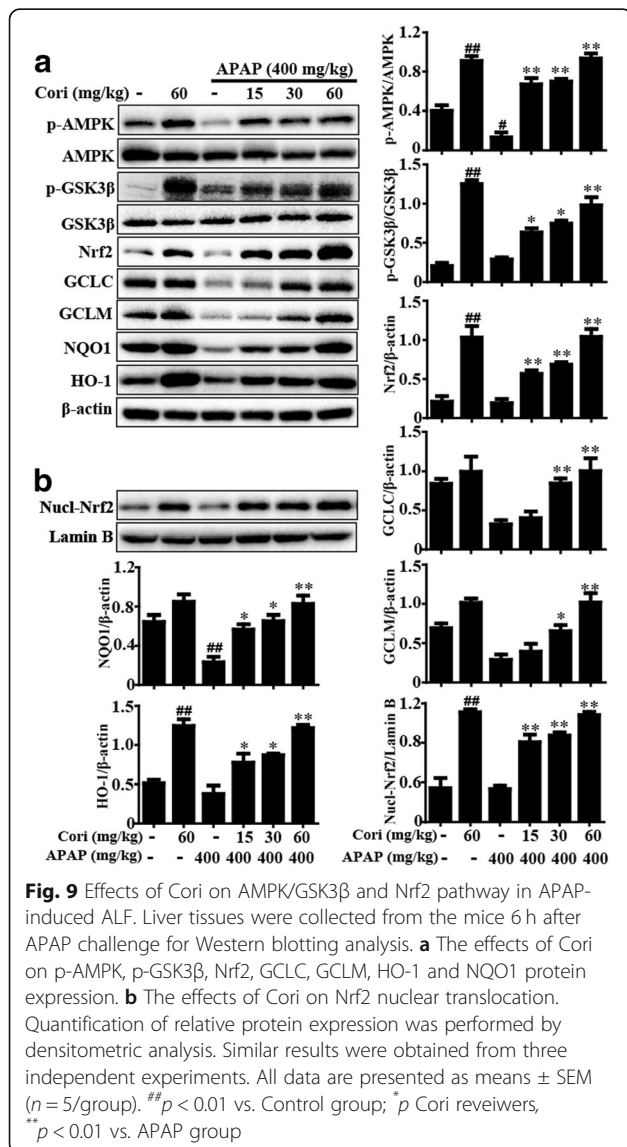 a
APAP (400 mg/kg)
Cori (mg/kg) - 60 - 15 30 60
p-AMPK
AMPK
p-GSK3β
GSK3β
Nrf2
GCLC
GCLM
NQO1
HO-1
β-actin
b
Nucl-Nrf2
Lamin B
NQO1/β-actin
1.2
0.8
0.4
0
##
*
*
**
HO-1/β-actin
1.5
1.0
0.5
0
##
*
*
**
Cori (mg/kg) - 60 - 15 30 60
APAP (mg/kg) - - 400 400 400 400
p-AMPK/AMPK
1.2
0.8
0.4
0
##
#
**
**
**
p-GSK3β/GSK3β
1.5
1.0
0.5
0
##
*
*
**
Nrf2/β-actin
1.5
1.0
0.5
0
##
**
**
**
GCLC/β-actin
1.5
1.0
0.5
0
**
**
GCLM/β-actin
1.5
1.0
0.5
0
*
**
Nucl-Nrf2/Lamin B
1.2
0.8
0.4
0
##
**
**
**
Cori (mg/kg) - 60 - 15 30 60
APAP (mg/kg) - - 400 400 400 400
Fig. 9 Effects of Cori on AMPK/GSK3β and Nrf2 pathway in APAP-
induced ALF. Liver tissues were collected from the mice 6 h after
APAP challenge for Western blotting analysis. a The effects of Cori
on p-AMPK, p-GSK3β, Nrf2, GCLC, GCLM, HO-1 and NQO1 protein
expression. b The effects of Cori on Nrf2 nuclear translocation.
Quantification of relative protein expression was performed by
densitometric analysis. Similar results were obtained from three
independent experiments. All data are presented as means ± SEM
(n = 5/group). ##p < 0.01 vs. Control group; *p Cori reveiwers,
**p < 0.01 vs. APAP group